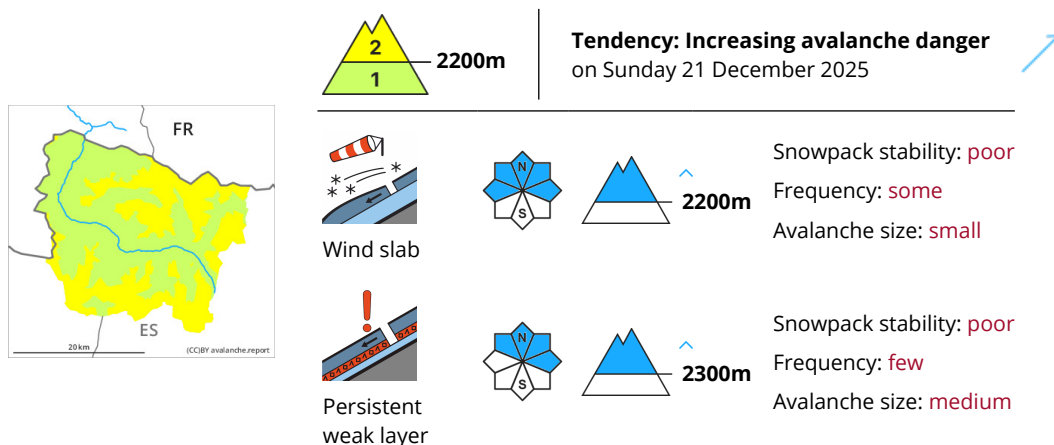 2
1
2200m
Tendency: Increasing avalanche danger
on Sunday 21 December 2025
FR
ES
20 km
(CC)BY avalanche.report
Wind slab
N
S
2200m
Snowpack stability: poor
Frequency: some
Avalanche size: small
Persistent
weak layer
N
S
2300m
Snowpack stability: poor
Frequency: few
Avalanche size: medium